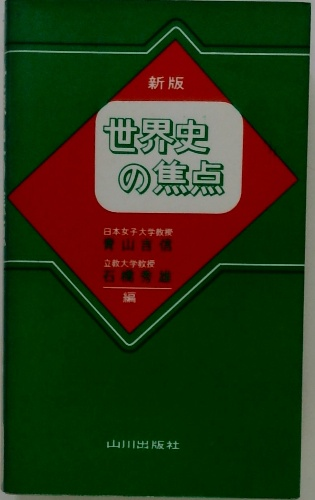 新版
世界史
の焦点
日本女子大学教授
青山吉信
立教大学教授
石橋秀雄
編
山川出版社